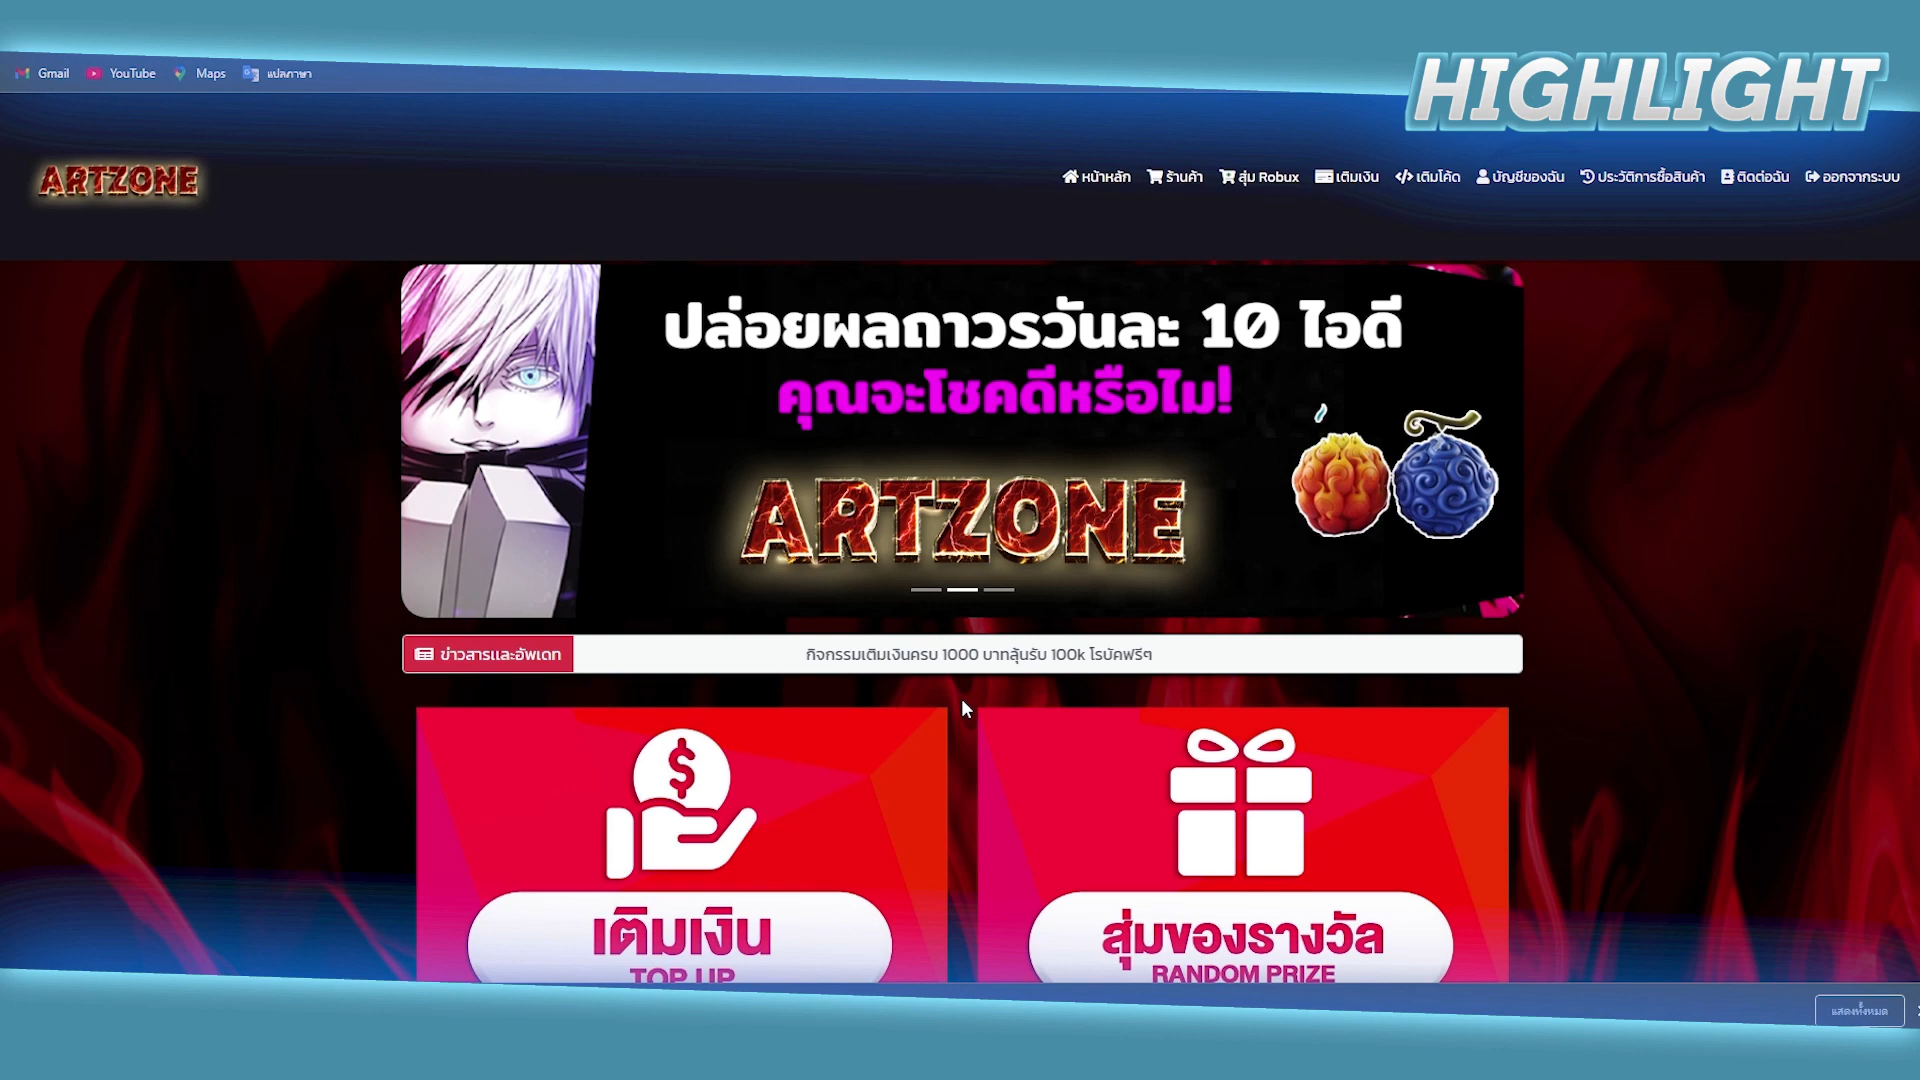 HIGHLIGHT
Gmail YouTube Maps แปลภาษา
ARTZONE
หน้าหลัก ร้านค้า สุ่ม Robux เติมเงิน เติมโค้ด บัญชีของฉัน ประวัติการซื้อสินค้า ติดต่อฉัน ออกจากระบบ
ปล่อยผลถาวรวันละ 10 ไอดี
คุณจะโชคดีหรือไม่!
ARTZONE
ข่าวสารและอัพเดท กิจกรรมเติมเงินครบ 1000 บาทลุ้นรับ 100k โรบัคฟรีๆ
เติมเงิน
TOP UP
สุ่มของรางวัล
RANDOM PRIZE
แสดงทั้งหมด